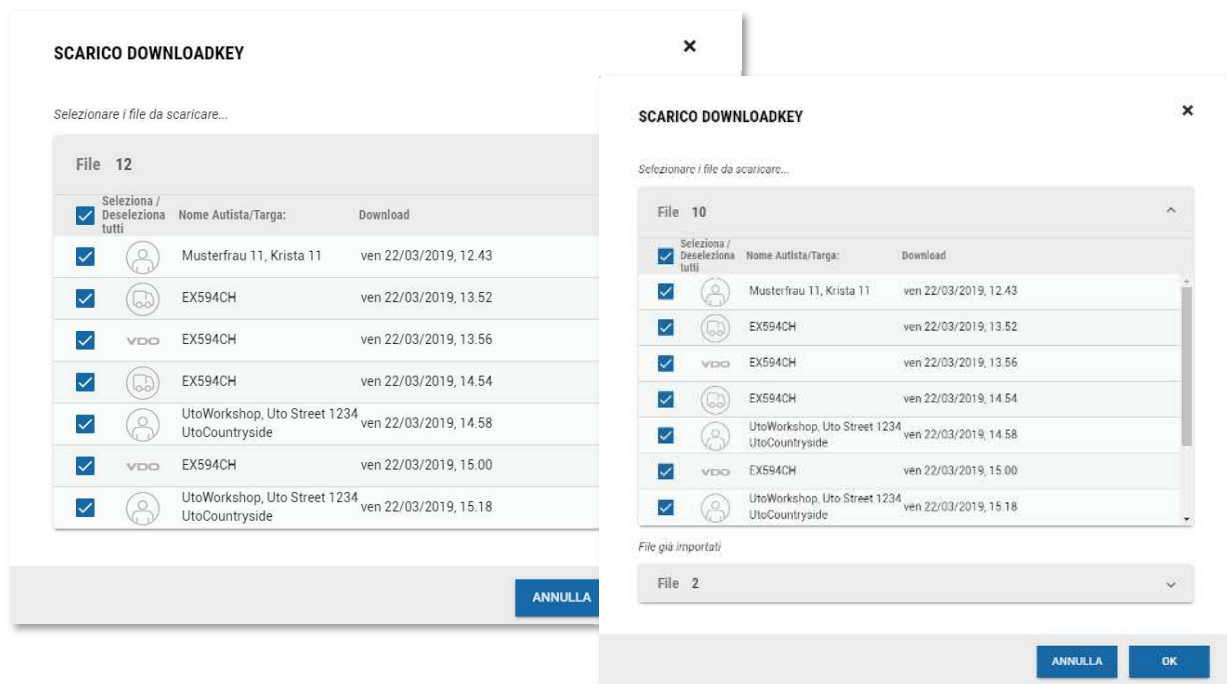 SCARICO DOWNLOADKEY
Selezionare i file da scaricare...
File 12
Seleziona /
Deseleziona
tutti
Nome Autista/Targa: Download
Musterfrau 11, Krista 11 ven 22/03/2019, 12.43
EX594CH ven 22/03/2019, 13.52
VDO EX594CH ven 22/03/2019, 13.56
EX594CH ven 22/03/2019, 14.54
UtoWorkshop, Uto Street 1234
UtoCountryside
ven 22/03/2019, 14.58
VDO EX594CH ven 22/03/2019, 15.00
UtoWorkshop, Uto Street 1234
UtoCountryside
ven 22/03/2019, 15.18
ANNULLA
SCARICO DOWNLOADKEY
Selezionare i file da scaricare...
File 10
Seleziona /
Deseleziona
tutti
Nome Autista/Targa: Download
Musterfrau 11, Krista 11 ven 22/03/2019, 12.43
EX594CH ven 22/03/2019, 13.52
VDO EX594CH ven 22/03/2019, 13.56
EX594CH ven 22/03/2019, 14.54
UtoWorkshop, Uto Street 1234
UtoCountryside
ven 22/03/2019, 14.58
VDO EX594CH ven 22/03/2019, 15.00
UtoWorkshop, Uto Street 1234
UtoCountryside
ven 22/03/2019, 15.18
File già importati
File 2
ANNULLA OK